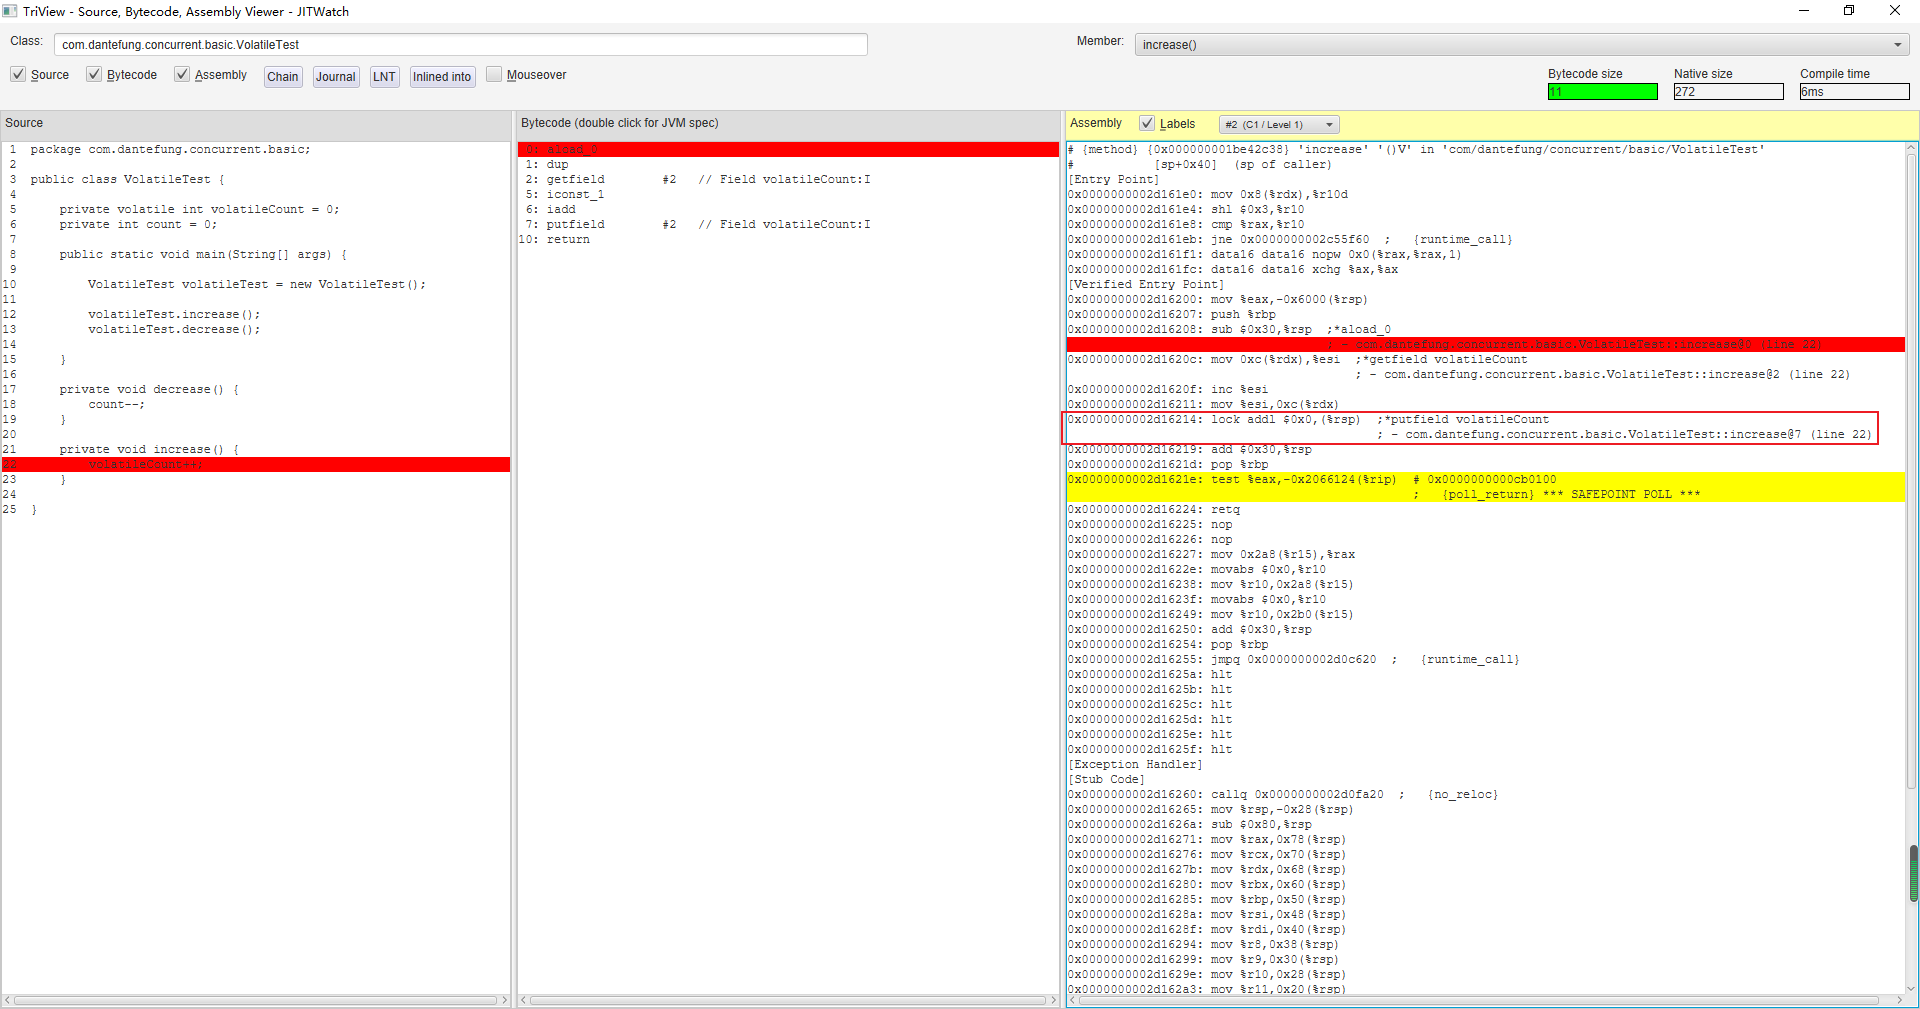 TriView - Source, Bytecode, Assembly Viewer - JITWatch
Class: com.dantefung.concurrent.basic.VolatileTest
Member: increase()
Source Bytecode Assembly Chain Journal LNT Inlined into Mouseover
Bytecode size Native size Compile time
11 272 6ms
Source
1 package com.dantefung.concurrent.basic;
2
3 public class VolatileTest {
4
5     private volatile int volatileCount = 0;
6     private int count = 0;
7
8     public static void main(String[] args) {
9
10         VolatileTest volatileTest = new VolatileTest();
11
12         volatileTest.increase();
13         volatileTest.decrease();
14
15     }
16
17     private void decrease() {
18         count--;
19     }
20
21     private void increase() {
22         volatileCount++;
23     }
24
25 }
Bytecode (double click for JVM spec)
0: aload_0
1: dup
2: getfield #2 // Field volatileCount:I
5: iconst_1
6: iadd
7: putfield #2 // Field volatileCount:I
10: return
Assembly Labels #2 (C1 / Level 1)
# {method} {0x000000001be42c38} 'increase' '()V' in 'com/dantefung/concurrent/basic/VolatileTest'
# [sp+0x40] (sp of caller)
[Entry Point]
0x0000000002d161e0: mov 0x8(%rdx),%r10d
0x0000000002d161e4: shl $0x3,%r10
0x0000000002d161e8: cmp %rax,%r10
0x0000000002d161eb: jne 0x0000000002c55f60 ; {runtime_call}
0x0000000002d161f1: data16 data16 nopw 0x0(%rax,%rax,1)
0x0000000002d161fc: data16 data16 xchg %ax,%ax
[Verified Entry Point]
0x0000000002d16200: mov %eax,-0x6000(%rsp)
0x0000000002d16207: push %rbp
0x0000000002d16208: sub $0x30,%rsp ;*aload_0
; - com.dantefung.concurrent.basic.VolatileTest::increase@0 (line 22)
0x0000000002d1620c: mov 0xc(%rdx),%esi ;*getfield volatileCount
; - com.dantefung.concurrent.basic.VolatileTest::increase@2 (line 22)
0x0000000002d1620f: inc %esi
0x0000000002d16211: mov %esi,0xc(%rdx)
0x0000000002d16214: lock addl $0x0,(%rsp) ;*putfield volatileCount
; - com.dantefung.concurrent.basic.VolatileTest::increase@7 (line 22)
0x0000000002d16219: add $0x30,%rsp
0x0000000002d1621d: pop %rbp
0x0000000002d1621e: test %eax,-0x2066124(%rip) # 0x0000000000cb0100
; {poll_return} *** SAFEPOINT POLL ***
0x0000000002d16224: retq
0x0000000002d16225: nop
0x0000000002d16226: nop
0x0000000002d16227: mov 0x2a8(%r15),%rax
0x0000000002d1622e: movabs $0x0,%r10
0x0000000002d16238: mov %r10,0x2a8(%r15)
0x0000000002d1623f: movabs $0x0,%r10
0x0000000002d16249: mov %r10,0x2b0(%r15)
0x0000000002d16250: add $0x30,%rsp
0x0000000002d16254: pop %rbp
0x0000000002d16255: jmpq 0x0000000002d0c620 ; {runtime_call}
0x0000000002d1625a: hlt
0x0000000002d1625b: hlt
0x0000000002d1625c: hlt
0x0000000002d1625d: hlt
0x0000000002d1625e: hlt
0x0000000002d1625f: hlt
[Exception Handler]
[Stub Code]
0x0000000002d16260: callq 0x0000000002d0fa20 ; {no_reloc}
0x0000000002d16265: mov %rsp,-0x28(%rsp)
0x0000000002d1626a: sub $0x80,%rsp
0x0000000002d16271: mov %rax,0x78(%rsp)
0x0000000002d16276: mov %rcx,0x70(%rsp)
0x0000000002d1627b: mov %rdx,0x68(%rsp)
0x0000000002d16280: mov %rbx,0x60(%rsp)
0x0000000002d16285: mov %rbp,0x50(%rsp)
0x0000000002d1628a: mov %rsi,0x48(%rsp)
0x0000000002d1628f: mov %rdi,0x40(%rsp)
0x0000000002d16294: mov %r8,0x38(%rsp)
0x0000000002d16299: mov %r9,0x30(%rsp)
0x0000000002d1629e: mov %r10,0x28(%rsp)
0x0000000002d162a3: mov %r11,0x20(%rsp)